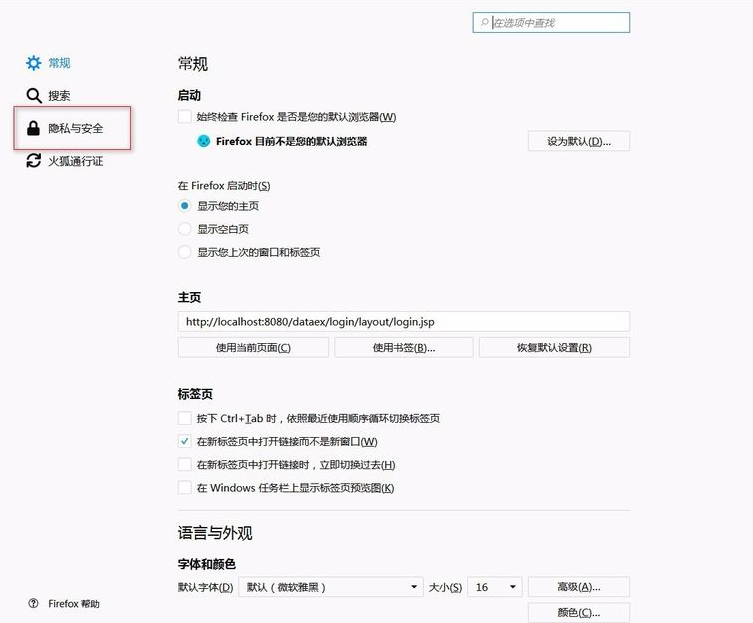 在选项中查找
常规
搜索
隐私与安全
火狐通行证
常规
启动
始终检查 Firefox 是否是您的默认浏览器(W)
Firefox 目前不是您的默认浏览器
设为默认(D)...
在 Firefox 启动时(S)
显示您的主页
显示空白页
显示您上次的窗口和标签页
主页
http://localhost:8080/dataex/login/layout/login.jsp
使用当前页面(C)
使用书签(B)...
恢复默认设置(R)
标签页
按下 Ctrl+Tab 时，依照最近使用顺序循环切换标签页
在新标签页中打开链接而不是新窗口(W)
在新标签页中打开链接时，立即切换过去(H)
在 Windows 任务栏上显示标签页预览图(K)
语言与外观
字体和颜色
默认字体(D)
默认（微软雅黑）
大小(S)
16
高级(A)...
颜色(C)...
Firefox 帮助